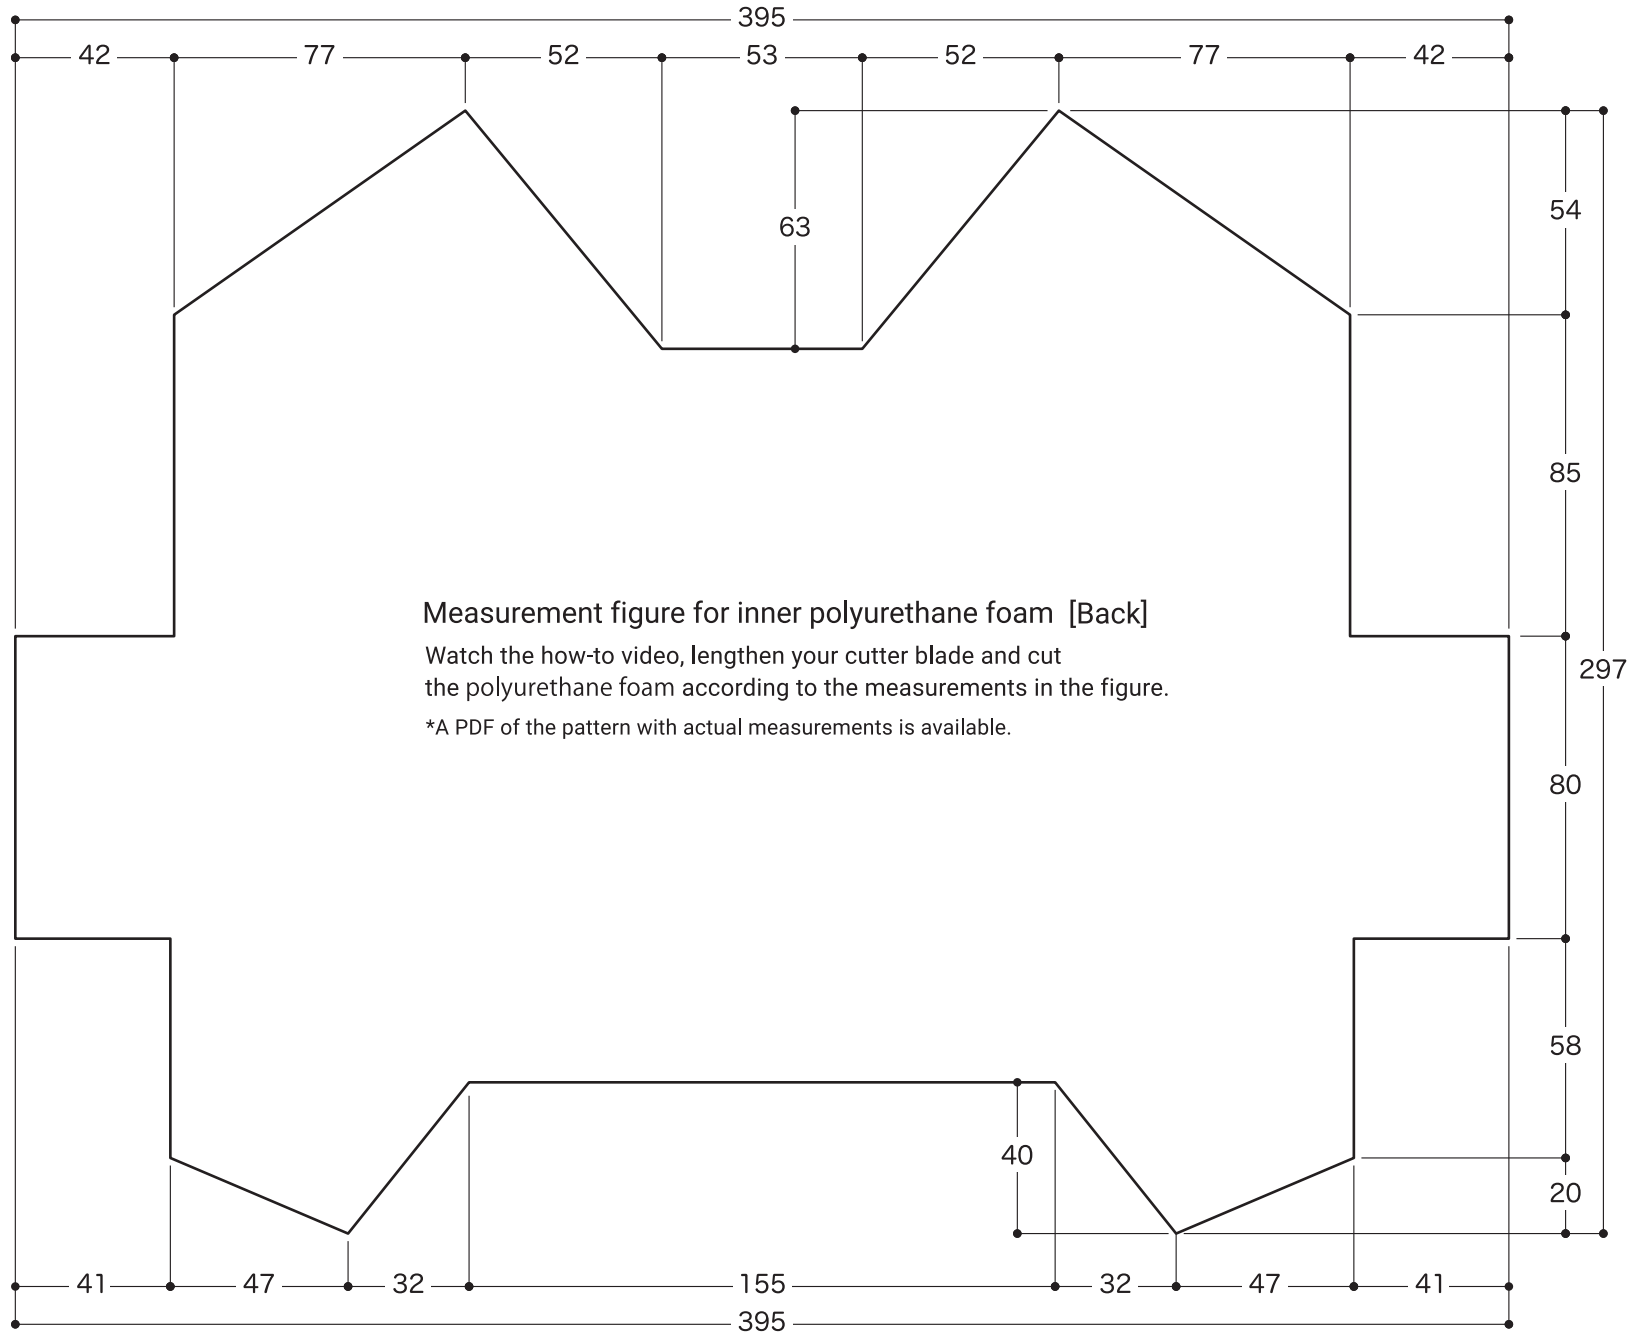 395
42 77 52 53 52 77 42
63
54
85
Measurement figure for inner polyurethane foam [Back]
Watch the how-to video, lengthen your cutter blade and cut
the polyurethane foam according to the measurements in the figure.
*A PDF of the pattern with actual measurements is available.
297
80
58
40
20
41 47 32 155 32 47 41
395